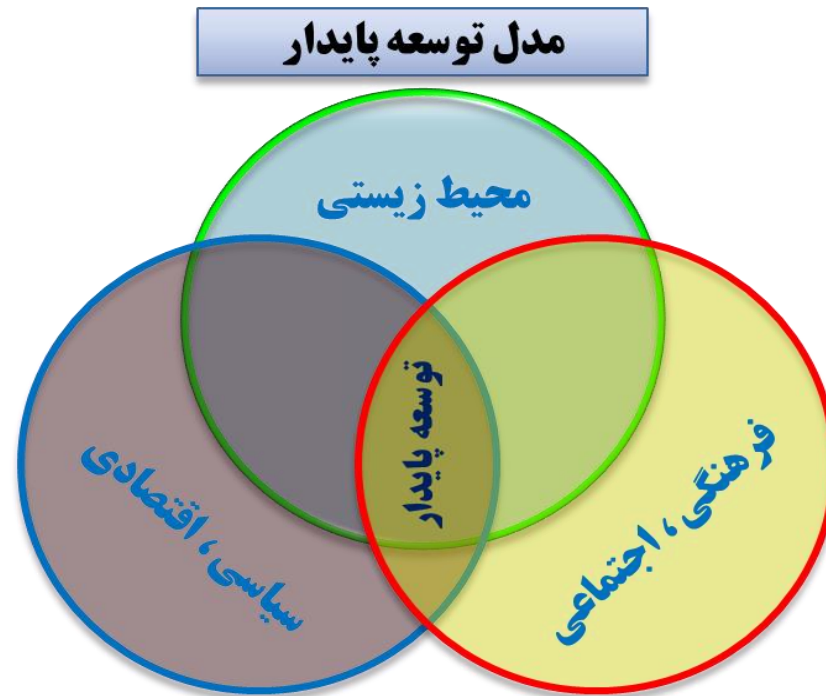 مدل توسعه پایدار
محیط زیستی
توسعه پایدار
فرهنگی، اجتماعی
سیاسی، اقتصادی